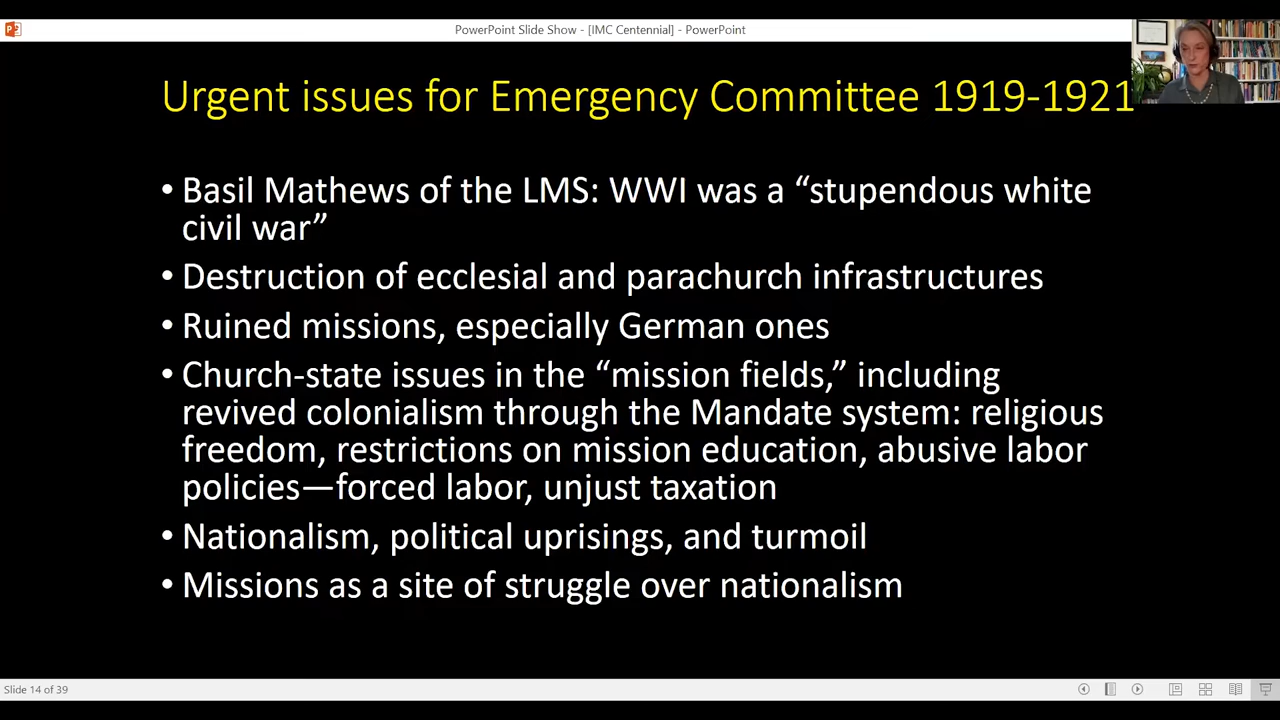 PowerPoint Slide Show - [IMC Centennial] - PowerPoint
Urgent issues for Emergency Committee 1919-1921
• Basil Mathews of the LMS: WWI was a “stupendous white
civil war”
• Destruction of ecclesial and parachurch infrastructures
• Ruined missions, especially German ones
• Church-state issues in the “mission fields,” including
revived colonialism through the Mandate system: religious
freedom, restrictions on mission education, abusive labor
policies—forced labor, unjust taxation
• Nationalism, political uprisings, and turmoil
• Missions as a site of struggle over nationalism
Slide 14 of 39